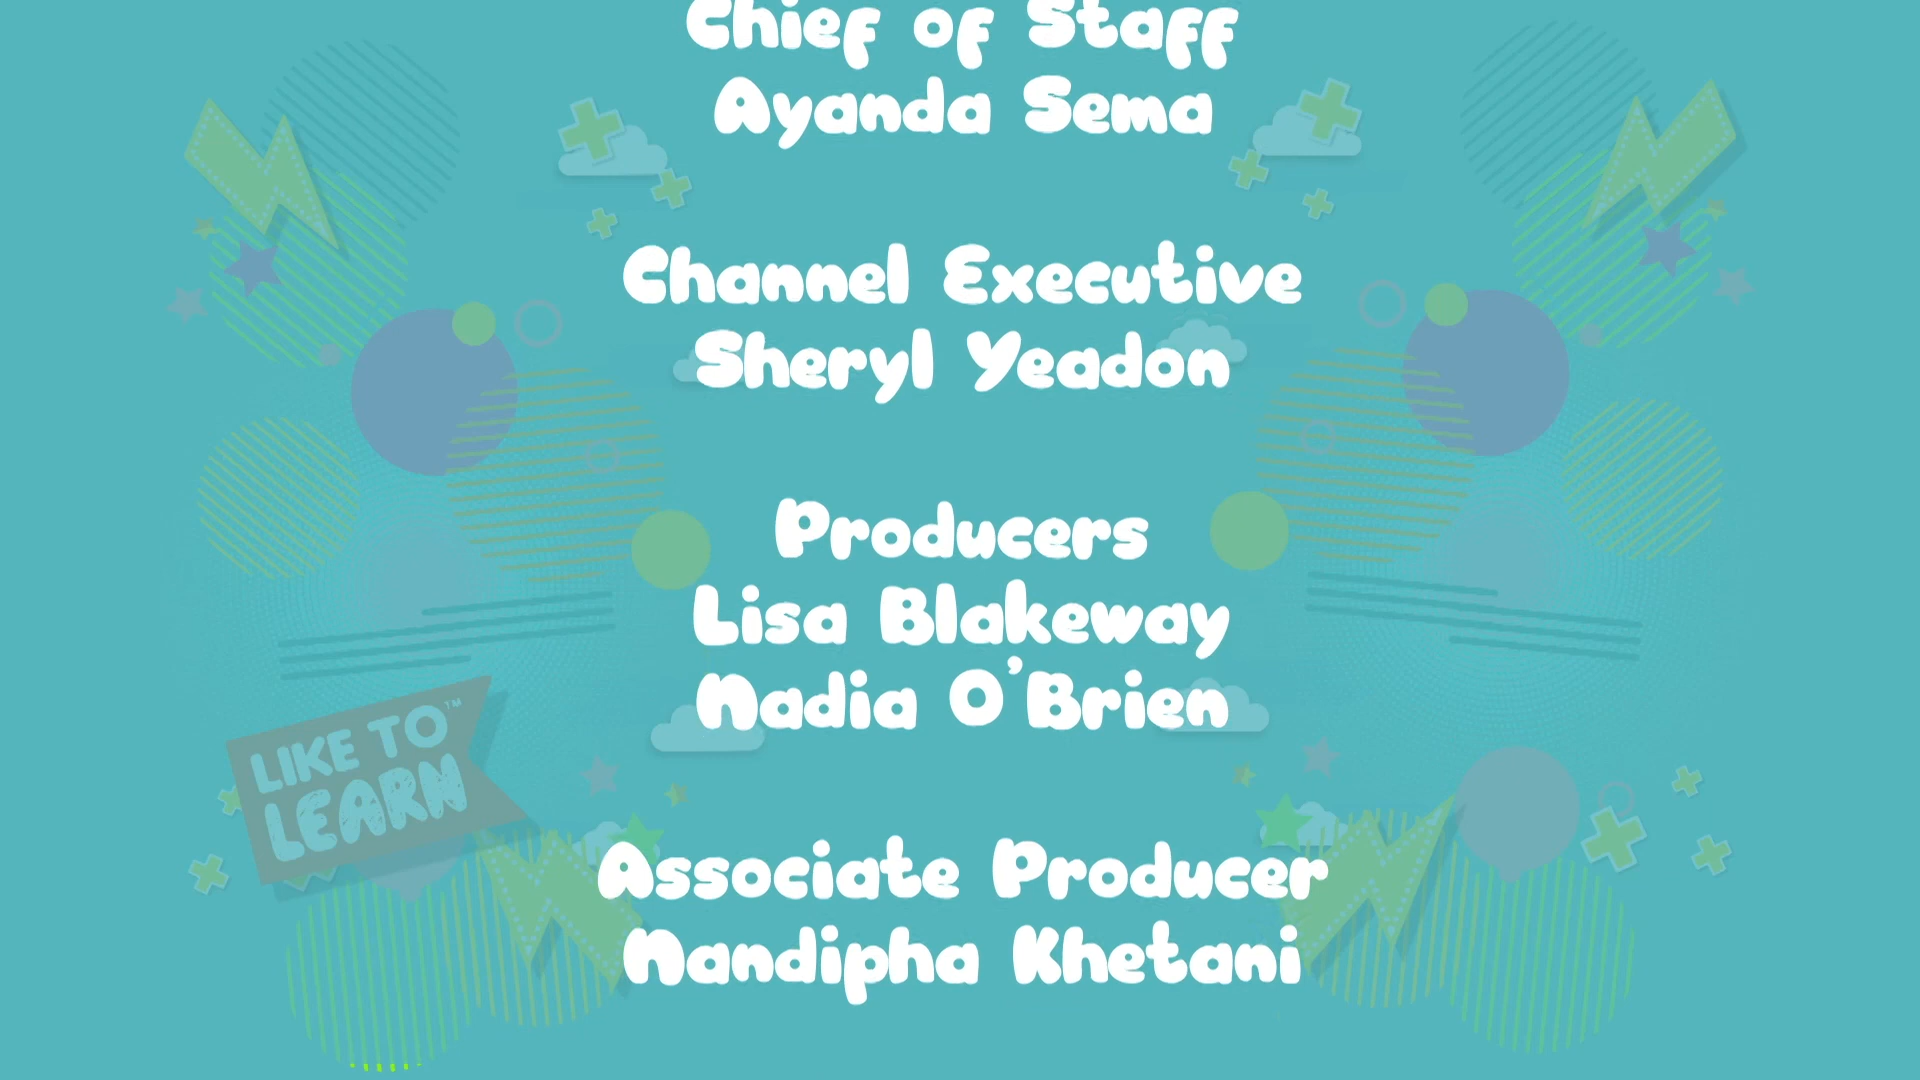 Chief of Staff
Ayanda Sema
Channel Executive
Sheryl Yeadon
Producers
Lisa Blakeway
Nadia O'Brien
LIKE TO™
LEARN
Associate Producer
Nandipha Khetani